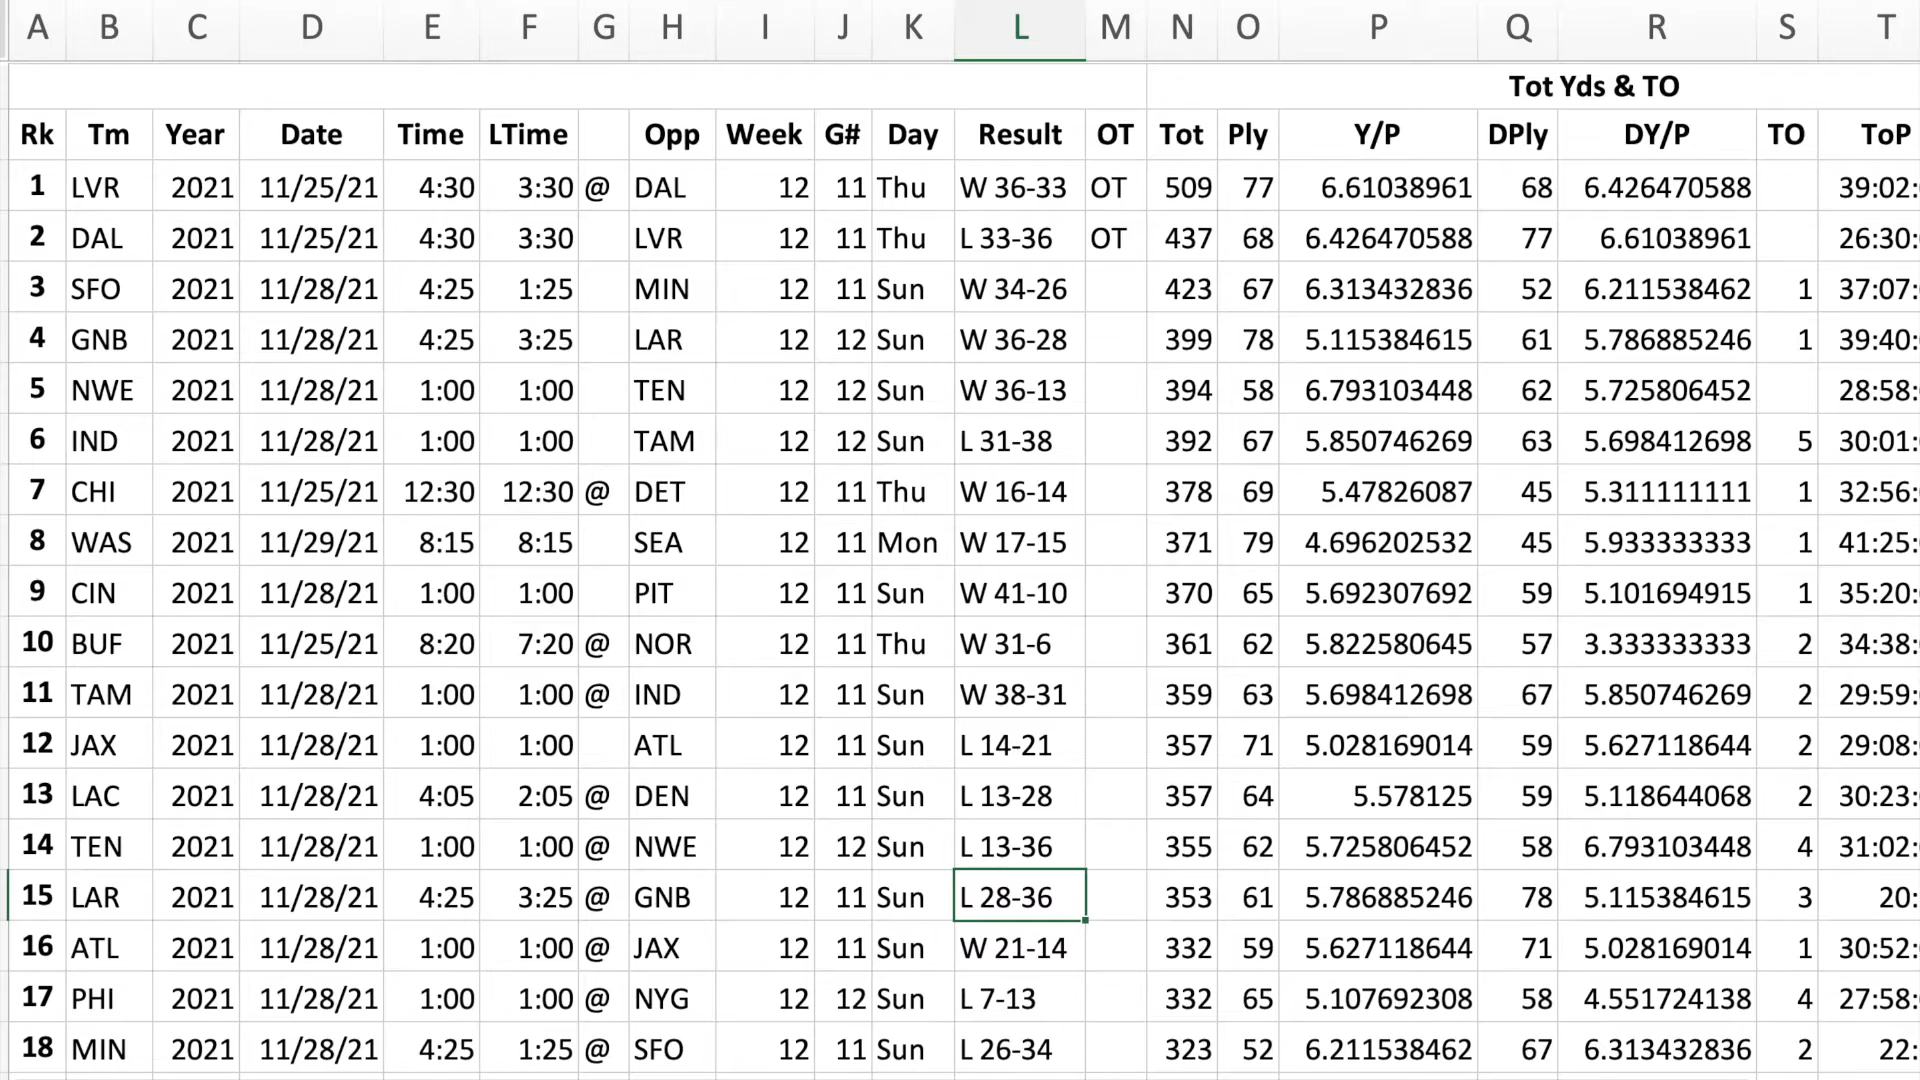 A B C D E F G H I J K L M N O P Q R S T
Tot Yds & TO
Rk Tm Year Date Time LTime Opp Week G# Day Result OT Tot Ply Y/P DPly DY/P TO ToP
1 LVR 2021 11/25/21 4:30 3:30 @ DAL 12 11 Thu W 36-33 OT 509 77 6.61038961 68 6.426470588 39:02:
2 DAL 2021 11/25/21 4:30 3:30 LVR 12 11 Thu L 33-36 OT 437 68 6.426470588 77 6.61038961 26:30:
3 SFO 2021 11/28/21 4:25 1:25 MIN 12 11 Sun W 34-26 423 67 6.313432836 52 6.211538462 1 37:07:
4 GNB 2021 11/28/21 4:25 3:25 LAR 12 12 Sun W 36-28 399 78 5.115384615 61 5.786885246 1 39:40:
5 NWE 2021 11/28/21 1:00 1:00 TEN 12 12 Sun W 36-13 394 58 6.793103448 62 5.725806452 28:58:
6 IND 2021 11/28/21 1:00 1:00 TAM 12 12 Sun L 31-38 392 67 5.850746269 63 5.698412698 5 30:01:
7 CHI 2021 11/25/21 12:30 12:30 @ DET 12 11 Thu W 16-14 378 69 5.47826087 45 5.311111111 1 32:56:
8 WAS 2021 11/29/21 8:15 8:15 SEA 12 11 Mon W 17-15 371 79 4.696202532 45 5.933333333 1 41:25:
9 CIN 2021 11/28/21 1:00 1:00 PIT 12 11 Sun W 41-10 370 65 5.692307692 59 5.101694915 1 35:20:
10 BUF 2021 11/25/21 8:20 7:20 @ NOR 12 11 Thu W 31-6 361 62 5.822580645 57 3.333333333 2 34:38:
11 TAM 2021 11/28/21 1:00 1:00 @ IND 12 11 Sun W 38-31 359 63 5.698412698 67 5.850746269 2 29:59:
12 JAX 2021 11/28/21 1:00 1:00 ATL 12 11 Sun L 14-21 357 71 5.028169014 59 5.627118644 2 29:08:
13 LAC 2021 11/28/21 4:05 2:05 @ DEN 12 11 Sun L 13-28 357 64 5.578125 59 5.118644068 2 30:23:
14 TEN 2021 11/28/21 1:00 1:00 @ NWE 12 12 Sun L 13-36 355 62 5.725806452 58 6.793103448 4 31:02:
15 LAR 2021 11/28/21 4:25 3:25 @ GNB 12 11 Sun L 28-36 353 61 5.786885246 78 5.115384615 3 20:
16 ATL 2021 11/28/21 1:00 1:00 @ JAX 12 11 Sun W 21-14 332 59 5.627118644 71 5.028169014 1 30:52:
17 PHI 2021 11/28/21 1:00 1:00 @ NYG 12 12 Sun L 7-13 332 65 5.107692308 58 4.551724138 4 27:58:
18 MIN 2021 11/28/21 4:25 1:25 @ SFO 12 11 Sun L 26-34 323 52 6.211538462 67 6.313432836 2 22: